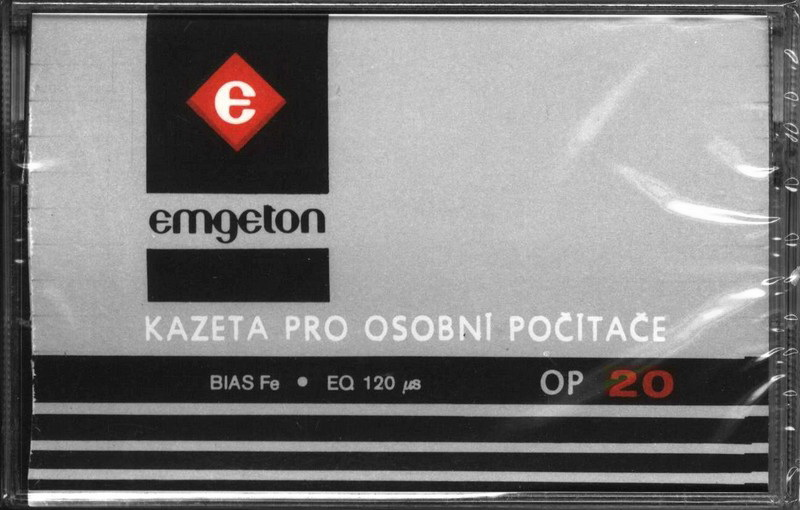 e
emgeton
KAZETA PRO OSOBNÍ POČÍTAČE
BIAS Fe • EQ 120 µs OP 20